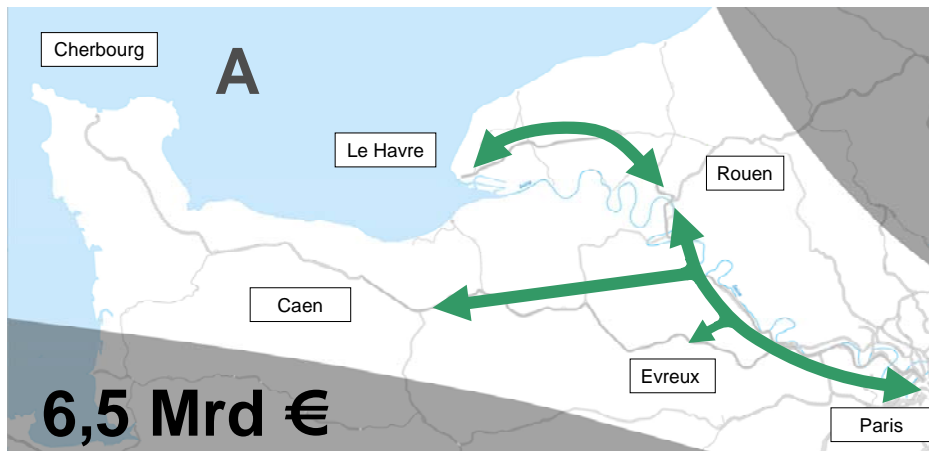 Cherbourg
A
Le Havre
Rouen
Caen
Evreux
6,5 Mrd €
Paris